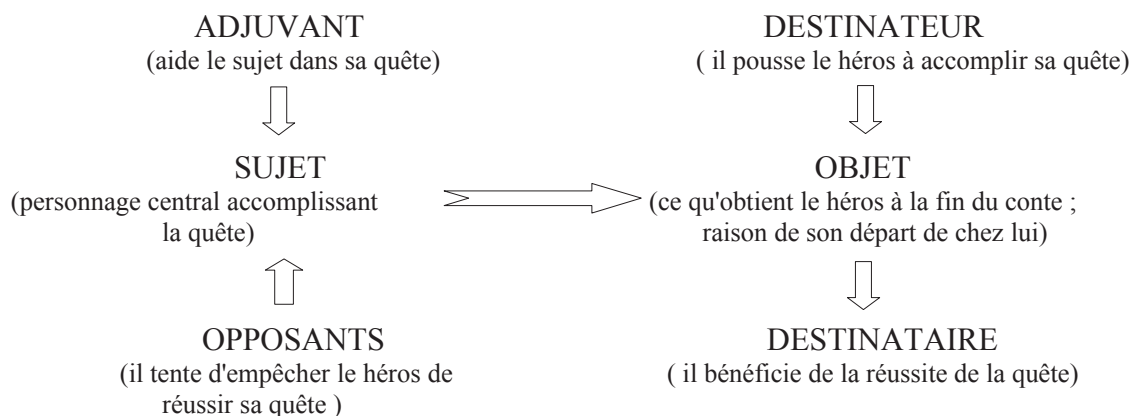 ADJUVANT
(aide le sujet dans sa quête)
DESTINATEUR
( il pousse le héros à accomplir sa quête)
SUJET
(personnage central accomplissant
la quête)
OBJET
(ce qu'obtient le héros à la fin du conte ;
raison de son départ de chez lui)
OPPOSANTS
(il tente d'empêcher le héros de
réussir sa quête )
DESTINATAIRE
( il bénéficie de la réussite de la quête)